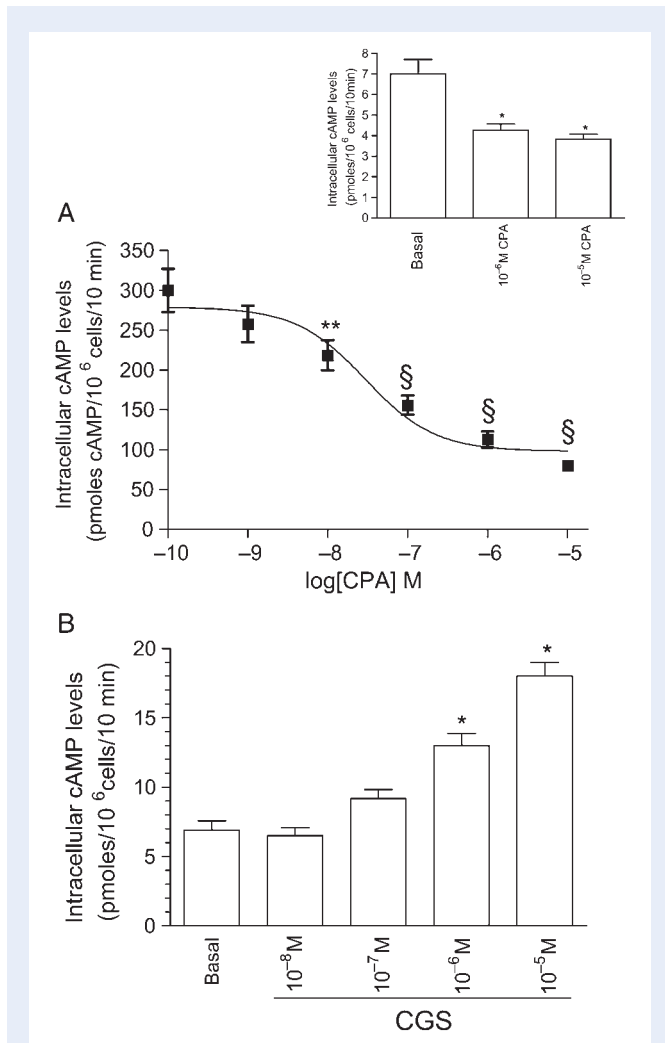 Intracellular cAMP levels
(pmoles/10⁶ cells/10min)
8
7
6
5
4
3
2
1
0
*
*
Basal
10⁻⁶M CPA
10⁻⁵M CPA
A
Intracellular cAMP levels
(pmoles cAMP/10⁶ cells/10 min)
350
300
250
200
150
100
50
0
**
§
§
§
–10
–9
–8
–7
–6
–5
log[CPA] M
B
Intracellular cAMP levels
(pmoles/10⁶cells/10 min)
20
15
10
5
0
*
*
Basal
10⁻⁸M
10⁻⁷M
10⁻⁶M
10⁻⁵M
CGS